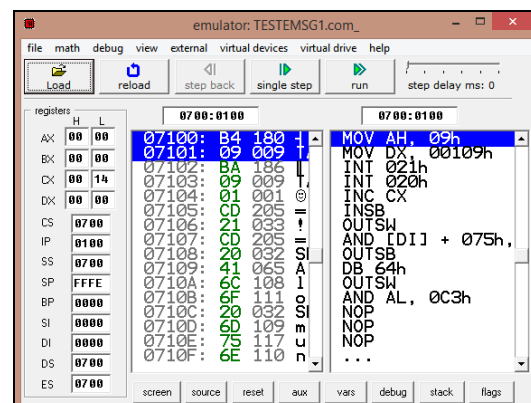 emulator: TESTEMSG1.com_
file math debug view external virtual devices virtual drive help
Load reload step back single step run step delay ms: 0
registers
H L
0700:0100 0700:0100
AX 00 00
BX 00 00
CX 00 14
DX 00 00
CS 0700
IP 0100
SS 0700
SP FFFE
BP 0000
SI 0000
DI 0000
DS 0700
ES 0700
07100: B4 180 ┤
07101: 09 009 TA
07102: BA 186 ║
07103: 09 009 TA
07104: 01 001 ☺
07105: CD 205 =
07106: 21 033 !
07107: CD 205 =
07108: 20 032 SP
07109: 41 065 A
0710A: 6C 108 l
0710B: 6F 111 o
0710C: 20 032 SP
0710D: 6D 109 m
0710E: 75 117 u
0710F: 6E 110 n
MOV AH, 09h
MOV DX, 00109h
INT 021h
INT 020h
INC CX
INSB
OUTSW
AND [DI] + 075h,
OUTSB
DB 64h
OUTSW
AND AL, 0C3h
NOP
NOP
NOP
...
screen source reset aux vars debug stack flags